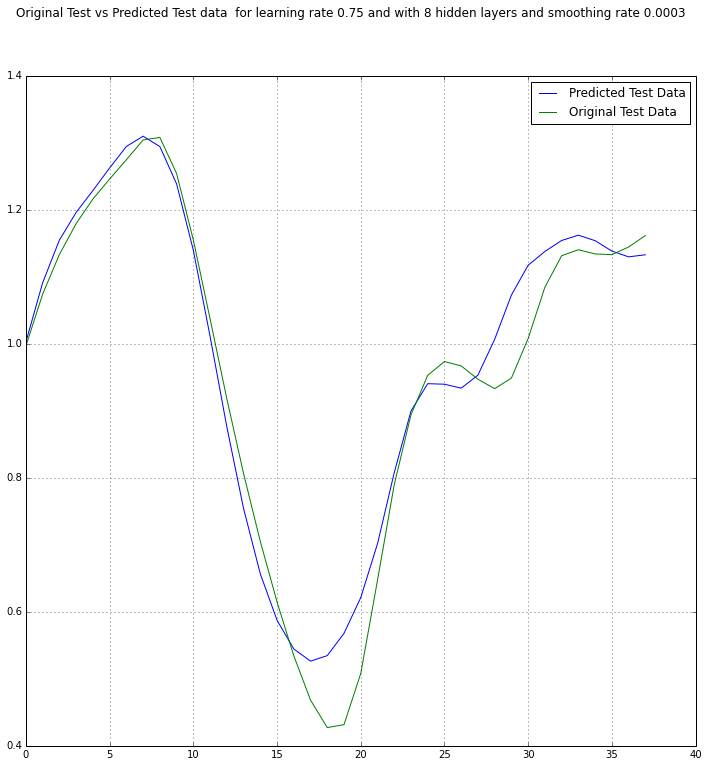 Original Test vs Predicted Test data  for learning rate 0.75 and with 8 hidden layers and smoothing rate 0.0003
1.4
Predicted Test Data
Original Test Data
1.2
1.0
0.8
0.6
0.4
0 5 10 15 20 25 30 35 40